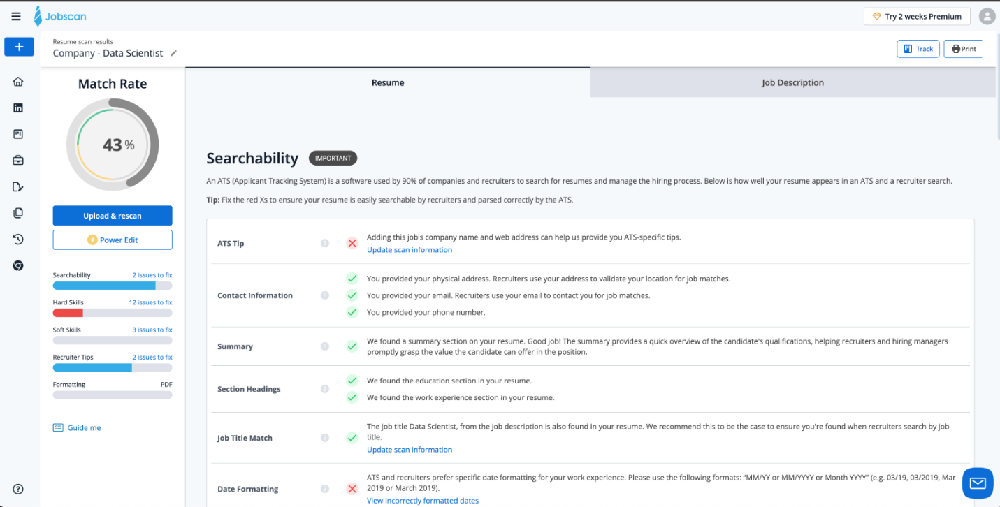 Jobscan
Try 2 weeks Premium
Resume scan results
Company - Data Scientist
Track
Print
Match Rate
43 %
Upload & rescan
Power Edit
Searchability 2 issues to fix
Hard Skills 12 issues to fix
Soft Skills 3 issues to fix
Recruiter Tips 2 issues to fix
Formatting PDF
Guide me
Resume
Job Description
Searchability IMPORTANT
An ATS (Applicant Tracking System) is a software used by 90% of companies and recruiters to search for resumes and manage the hiring process. Below is how well your resume appears in an ATS and a recruiter search.
Tip: Fix the red Xs to ensure your resume is easily searchable by recruiters and parsed correctly by the ATS.
ATS Tip
Adding this job's company name and web address can help us provide you ATS-specific tips.
Update scan information
Contact Information
You provided your physical address. Recruiters use your address to validate your location for job matches.
You provided your email. Recruiters use your email to contact you for job matches.
You provided your phone number.
Summary
We found a summary section on your resume. Good job! The summary provides a quick overview of the candidate's qualifications, helping recruiters and hiring managers
promptly grasp the value the candidate can offer in the position.
Section Headings
We found the education section in your resume.
We found the work experience section in your resume.
Job Title Match
The job title Data Scientist, from the job description is also found in your resume. We recommend this to be the case to ensure you're found when recruiters search by job
title.
Update scan information
Date Formatting
ATS and recruiters prefer specific date formatting for your work experience. Please use the following formats: “MM/YY or MM/YYYY or Month YYYY” (e.g. 03/19, 03/2019, Mar
2019 or March 2019).
View Incorrectly formatted dates